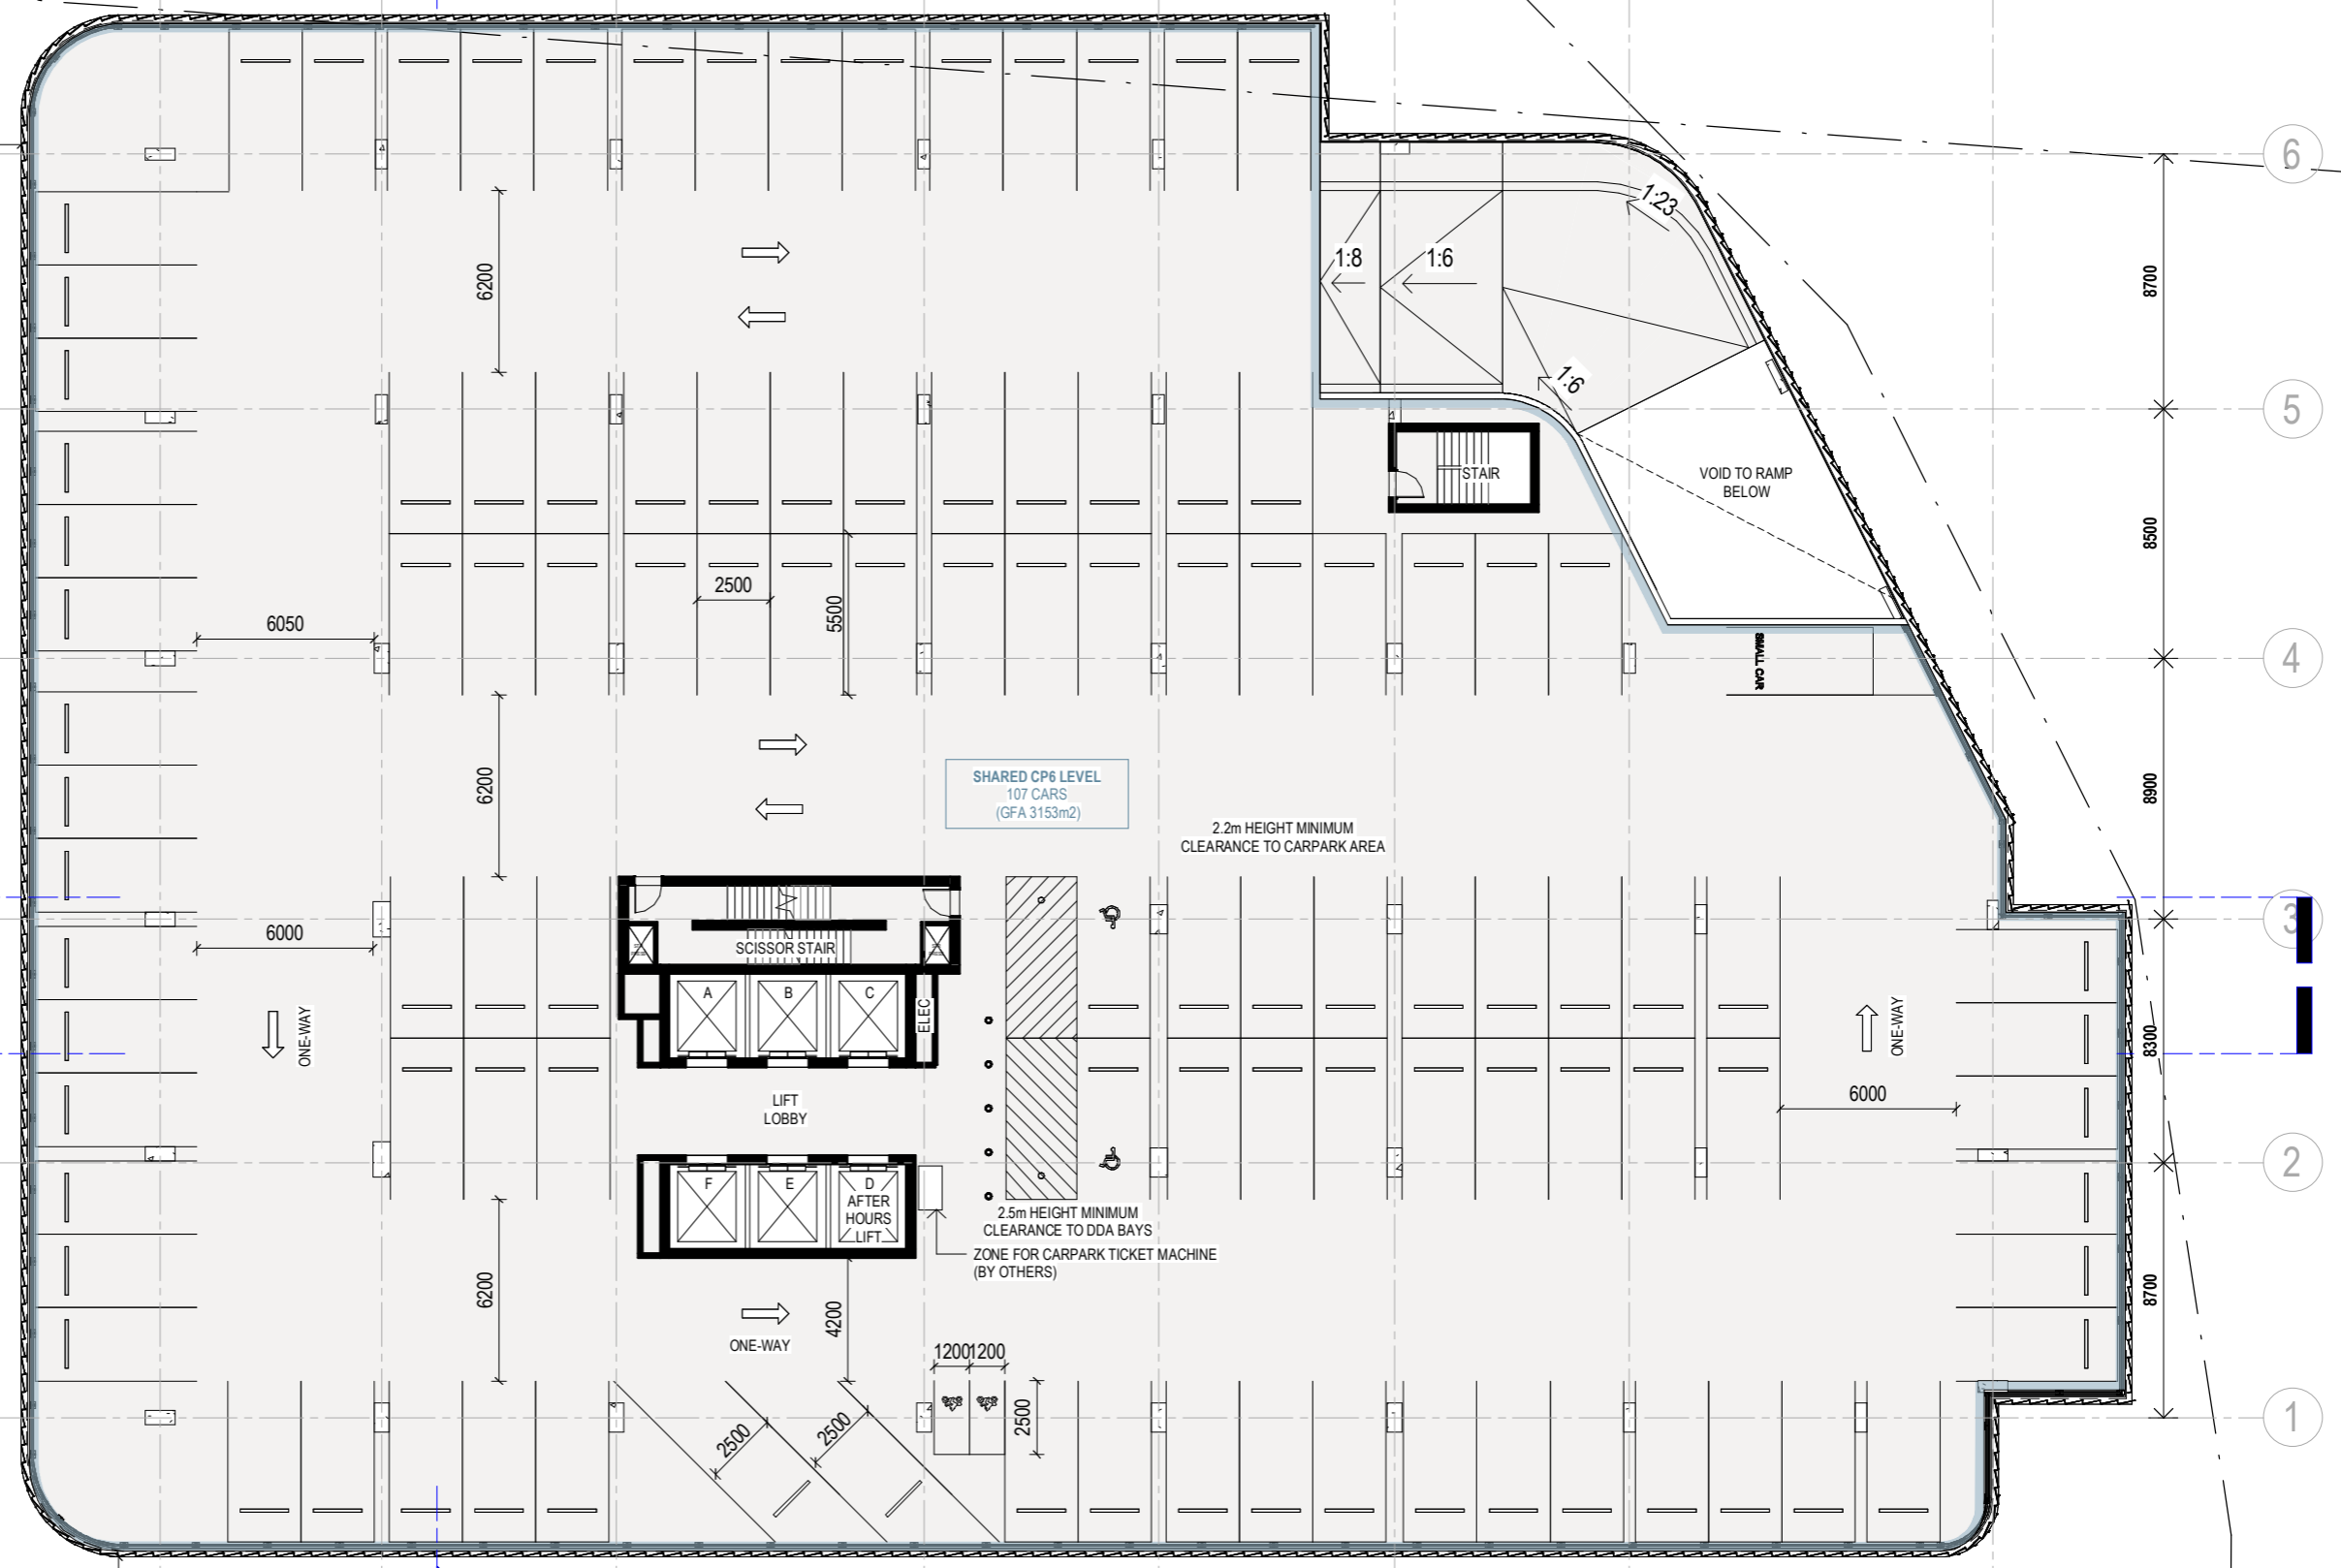 6
1:23
1:8
1:6
6200
8700
5
1:6
STAIR
VOID TO RAMP
BELOW
8500
2500
5500
6050
4
SMALL CAR
6200
SHARED CP6 LEVEL
107 CARS
(GFA 3153m2)
8900
2.2m HEIGHT MINIMUM
CLEARANCE TO CARPARK AREA
3
6000
SCISSOR STAIR
A
B
C
ELEC
ONE-WAY
ONE-WAY
8300
6000
LIFT
LOBBY
2
F
E
D
AFTER
HOURS
LIFT
2.5m HEIGHT MINIMUM
CLEARANCE TO DDA BAYS
ZONE FOR CARPARK TICKET MACHINE
(BY OTHERS)
6200
8700
4200
ONE-WAY
1200
1200
2500
2500
2500
1